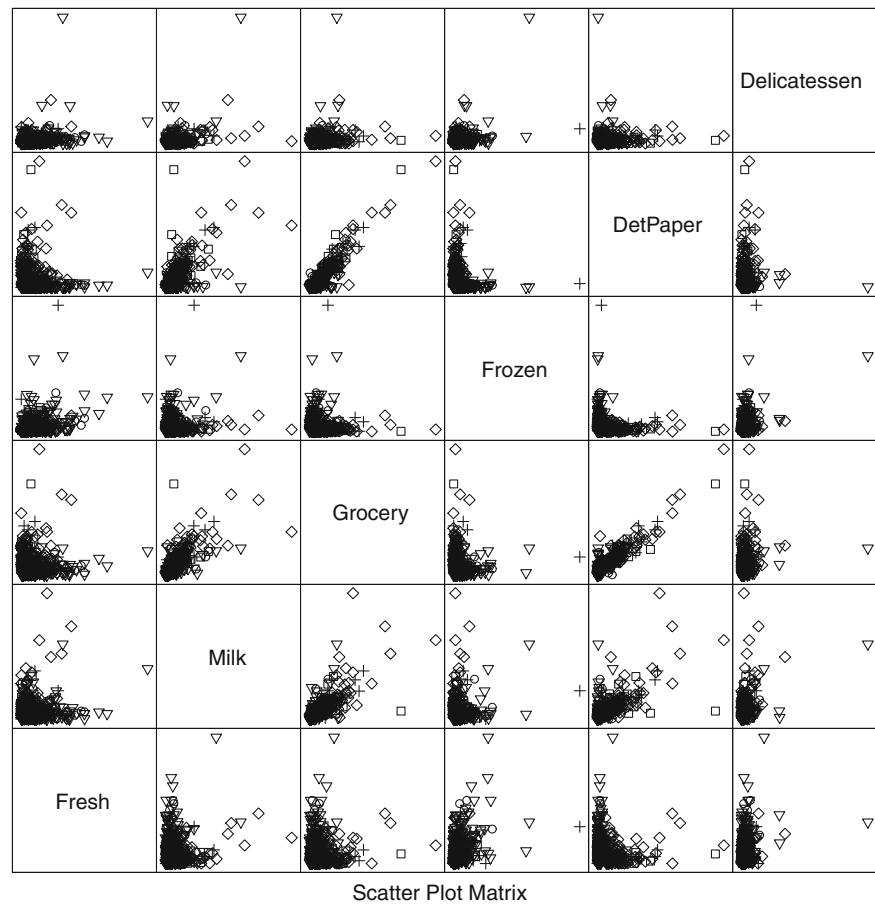 Delicatessen
DetPaper
Frozen
Grocery
Milk
Fresh
Scatter Plot Matrix